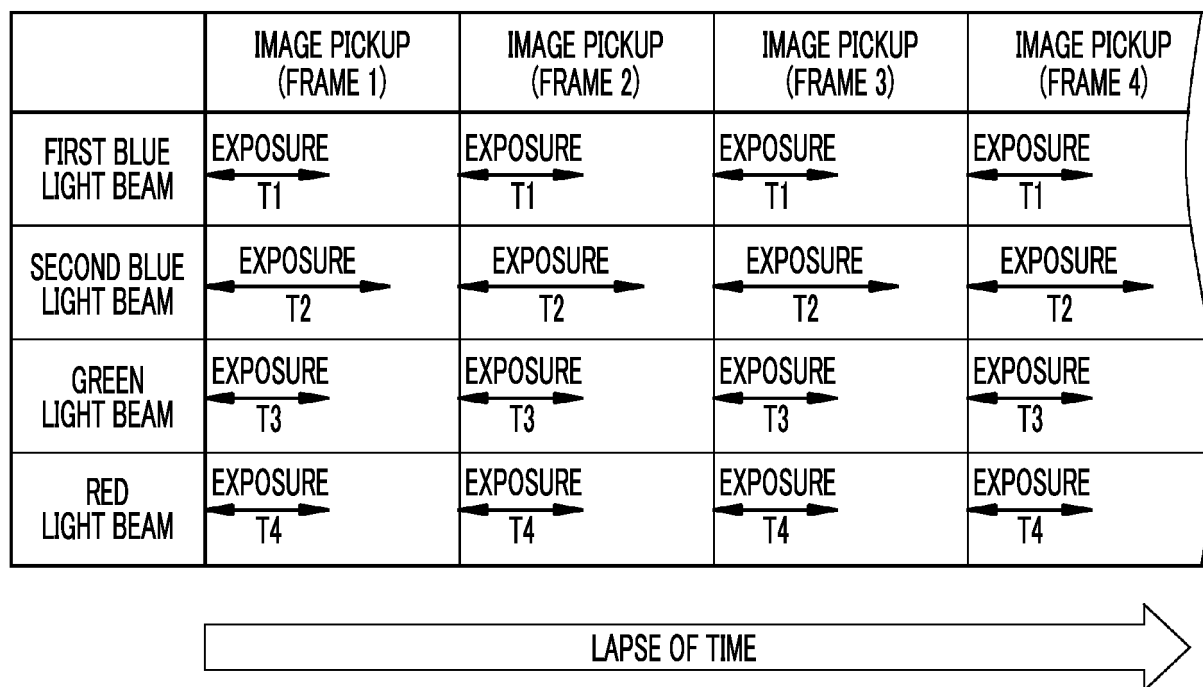 IMAGE PICKUP (FRAME 1) IMAGE PICKUP (FRAME 2) IMAGE PICKUP (FRAME 3) IMAGE PICKUP (FRAME 4)
FIRST BLUE LIGHT BEAM EXPOSURE T1 EXPOSURE T1 EXPOSURE T1 EXPOSURE T1
SECOND BLUE LIGHT BEAM EXPOSURE T2 EXPOSURE T2 EXPOSURE T2 EXPOSURE T2
GREEN LIGHT BEAM EXPOSURE T3 EXPOSURE T3 EXPOSURE T3 EXPOSURE T3
RED LIGHT BEAM EXPOSURE T4 EXPOSURE T4 EXPOSURE T4 EXPOSURE T4
LAPSE OF TIME